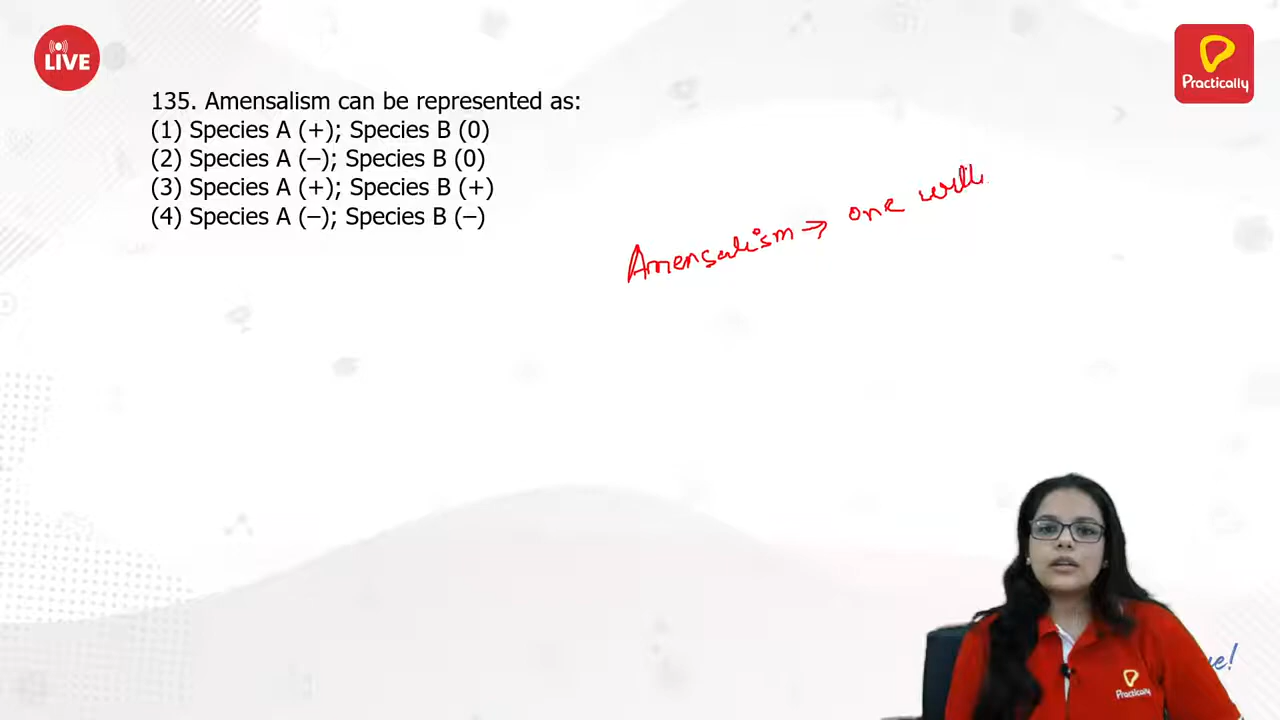 LIVE
Practically
135. Amensalism can be represented as:
(1) Species A (+); Species B (0)
(2) Species A (–); Species B (0)
(3) Species A (+); Species B (+)
(4) Species A (–); Species B (–)
Amensalism → one will
Practically